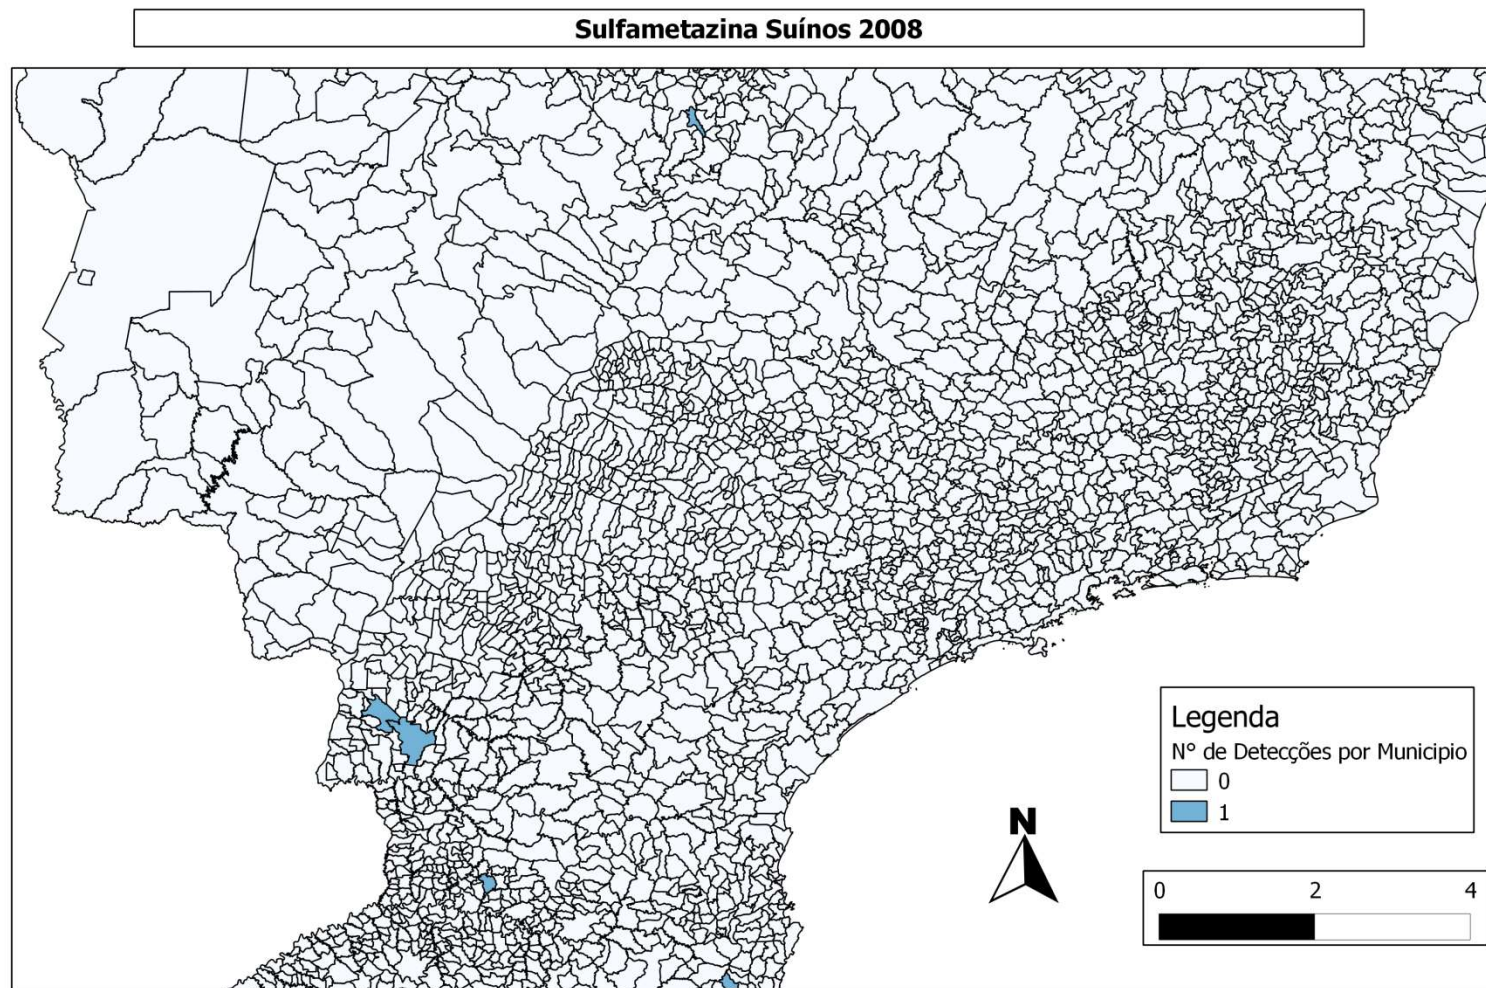 Sulfametazina Suínos 2008
Legenda
N° de Detecções por Municipio
0
1
N
0 2 4